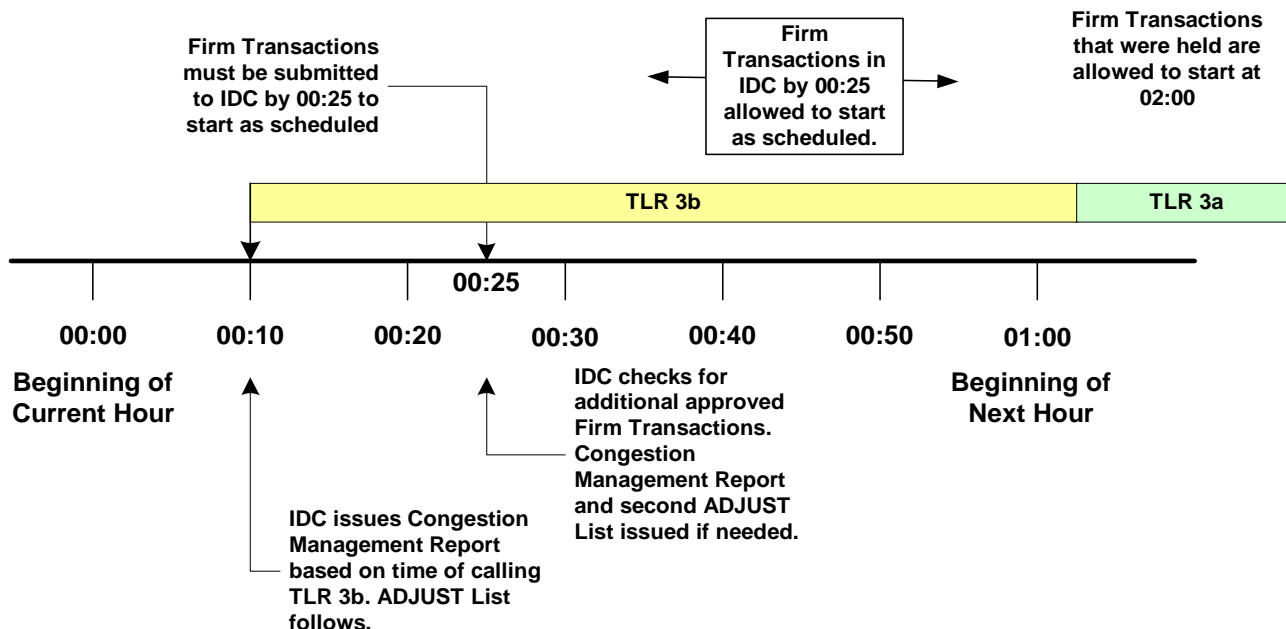 Firm Transactions
must be submitted
to IDC by 00:25 to
start as scheduled
Firm
Transactions in
IDC by 00:25
allowed to start
as scheduled.
Firm Transactions
that were held are
allowed to start at
02:00
TLR 3b
TLR 3a
00:25
00:00
00:10
00:20
00:30
00:40
00:50
01:00
Beginning of
Current Hour
Beginning of
Next Hour
IDC issues Congestion
Management Report
based on time of calling
TLR 3b. ADJUST List
follows.
IDC checks for
additional approved
Firm Transactions.
Congestion
Management Report
and second ADJUST
List issued if needed.